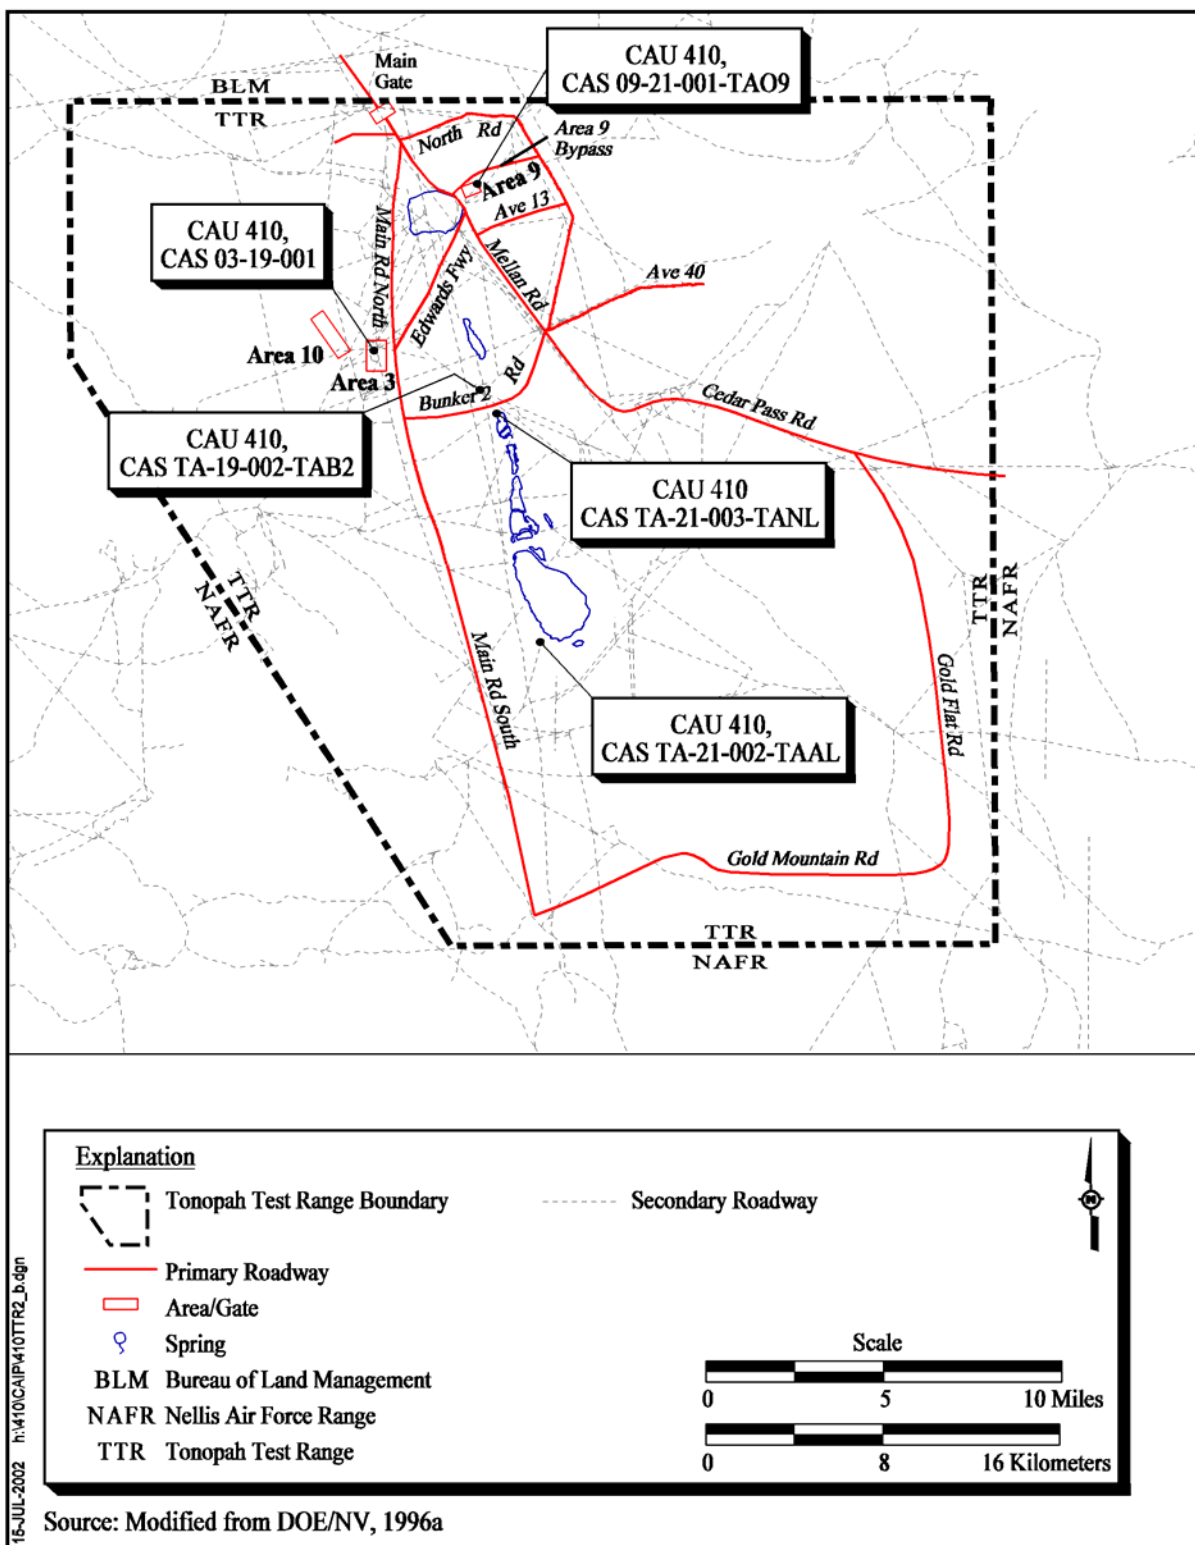 CAU 410,
CAS 09-21-001-TAO9
Main
Gate
BLM
TTR
North Rd
Area 9
Bypass
Area 9
Ave 13
CAU 410,
CAS 03-19-001
Main Rd North
Edwards Fwy
Mellan Rd
Ave 40
Area 10
Area 3
Bunker 2 Rd
Cedar Pass Rd
CAU 410,
CAS TA-19-002-TAB2
CAU 410
CAS TA-21-003-TANL
TTR
NAFR
TTR
NAFR
Main Rd South
Gold Flat Rd
CAU 410,
CAS TA-21-002-TAAL
Gold Mountain Rd
TTR
NAFR
Explanation
Tonopah Test Range Boundary
Secondary Roadway
N
Primary Roadway
Area/Gate
Spring
BLM Bureau of Land Management
NAFR Nellis Air Force Range
TTR Tonopah Test Range
Scale
0 5 10 Miles
0 8 16 Kilometers
15-JUL-2002 h:\410\CAIP\410TTR2_b.dgn
Source: Modified from DOE/NV, 1996a